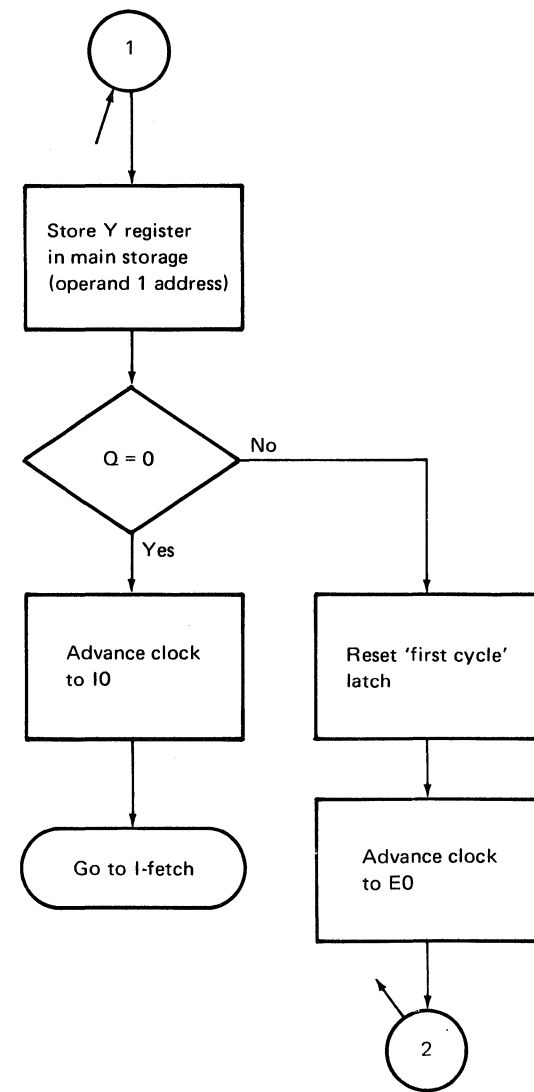 1
Store Y register
in main storage
(operand 1 address)
Q = 0
No
Yes
Advance clock
to I0
Reset 'first cycle'
latch
Go to I-fetch
Advance clock
to E0
2